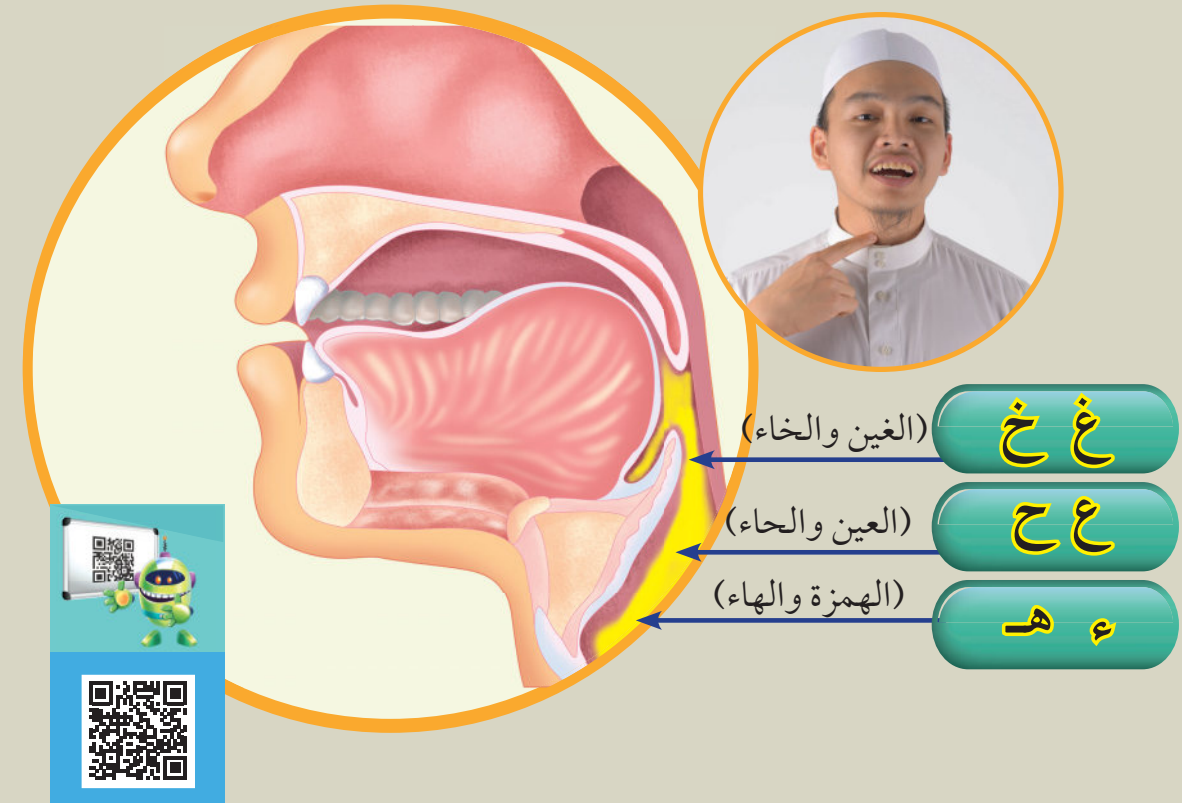 غ خ
(الغين والخاء)
ع ح
(العين والحاء)
ء هـ
(الهمزة والهاء)